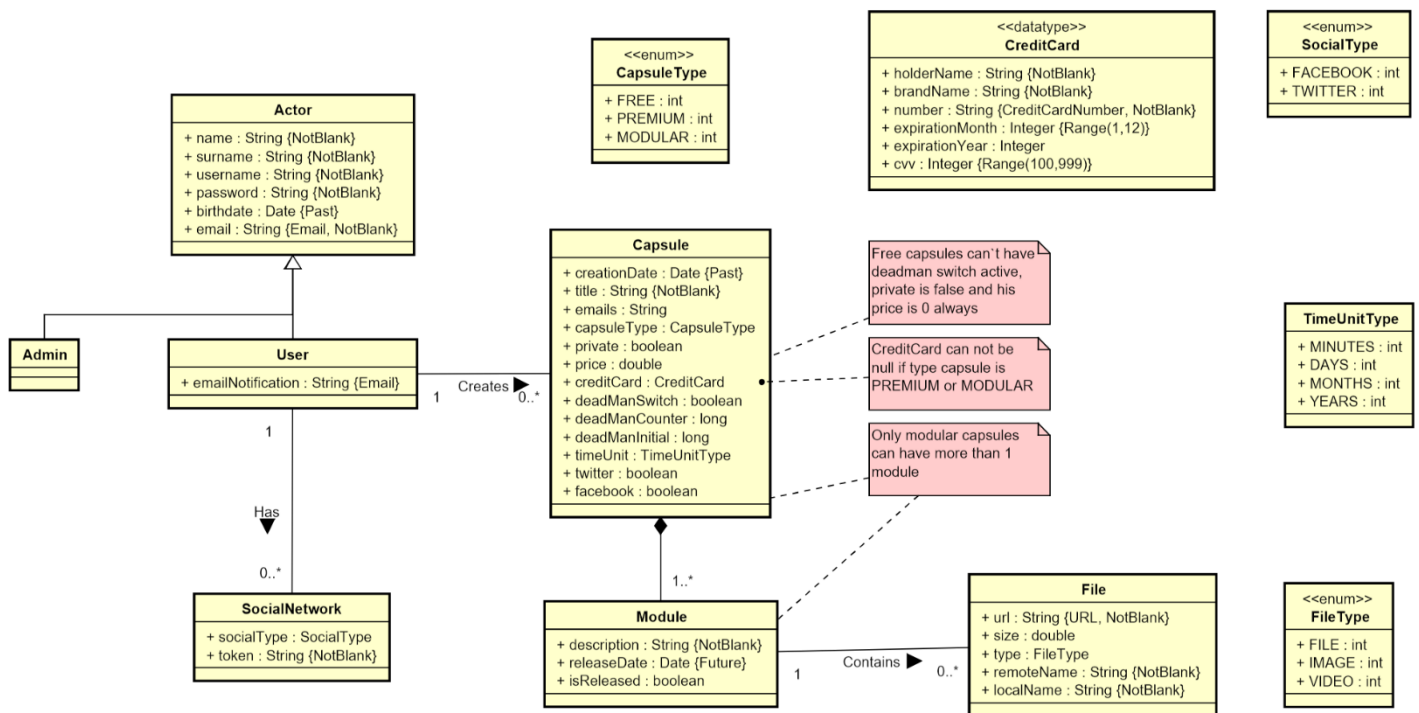 <<enum>>
CapsuleType
+ FREE : int
+ PREMIUM : int
+ MODULAR : int
<<datatype>>
CreditCard
+ holderName : String {NotBlank}
+ brandName : String {NotBlank}
+ number : String {CreditCardNumber, NotBlank}
+ expirationMonth : Integer {Range(1,12)}
+ expirationYear : Integer
+ cvv : Integer {Range(100,999)}
<<enum>>
SocialType
+ FACEBOOK : int
+ TWITTER : int
Actor
+ name : String {NotBlank}
+ surname : String {NotBlank}
+ username : String {NotBlank}
+ password : String {NotBlank}
+ birthdate : Date {Past}
+ email : String {Email, NotBlank}
Capsule
+ creationDate : Date {Past}
+ title : String {NotBlank}
+ emails : String
+ capsuleType : CapsuleType
+ private : boolean
+ price : double
+ creditCard : CreditCard
+ deadManSwitch : boolean
+ deadManCounter : long
+ deadManInitial : long
+ timeUnit : TimeUnitType
+ twitter : boolean
+ facebook : boolean
Free capsules can`t have
deadman switch active,
private is false and his
price is 0 always
CreditCard can not be
null if type capsule is
PREMIUM or MODULAR
Only modular capsules
can have more than 1
module
TimeUnitType
+ MINUTES : int
+ DAYS : int
+ MONTHS : int
+ YEARS : int
Admin
User
+ emailNotification : String {Email}
1
Creates
0..*
1
Has
0..*
SocialNetwork
+ socialType : SocialType
+ token : String {NotBlank}
1..*
Module
+ description : String {NotBlank}
+ releaseDate : Date {Future}
+ isReleased : boolean
1
Contains
0..*
File
+ url : String {URL, NotBlank}
+ size : double
+ type : FileType
+ remoteName : String {NotBlank}
+ localName : String {NotBlank}
<<enum>>
FileType
+ FILE : int
+ IMAGE : int
+ VIDEO : int